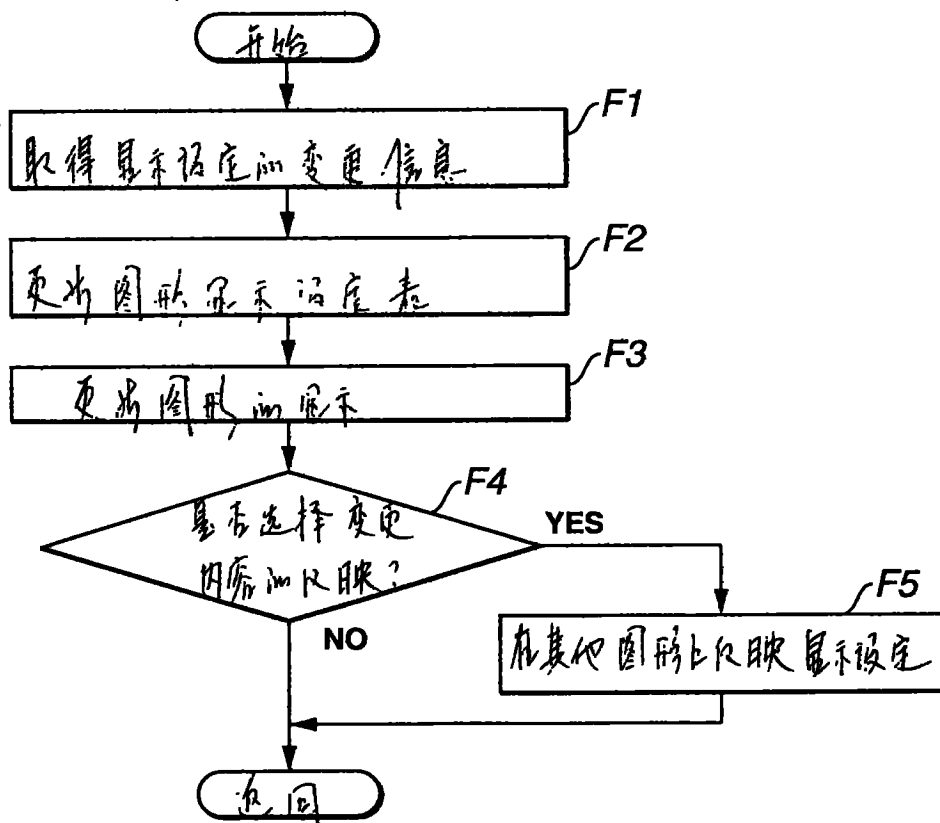 开始
F1
取得显示设定的变更信息
F2
更新图形显示设定表
F3
更新图形的显示
F4
是否选择变更
内容的反映?
YES
NO
F5
在其他图形上反映显示设定
返回